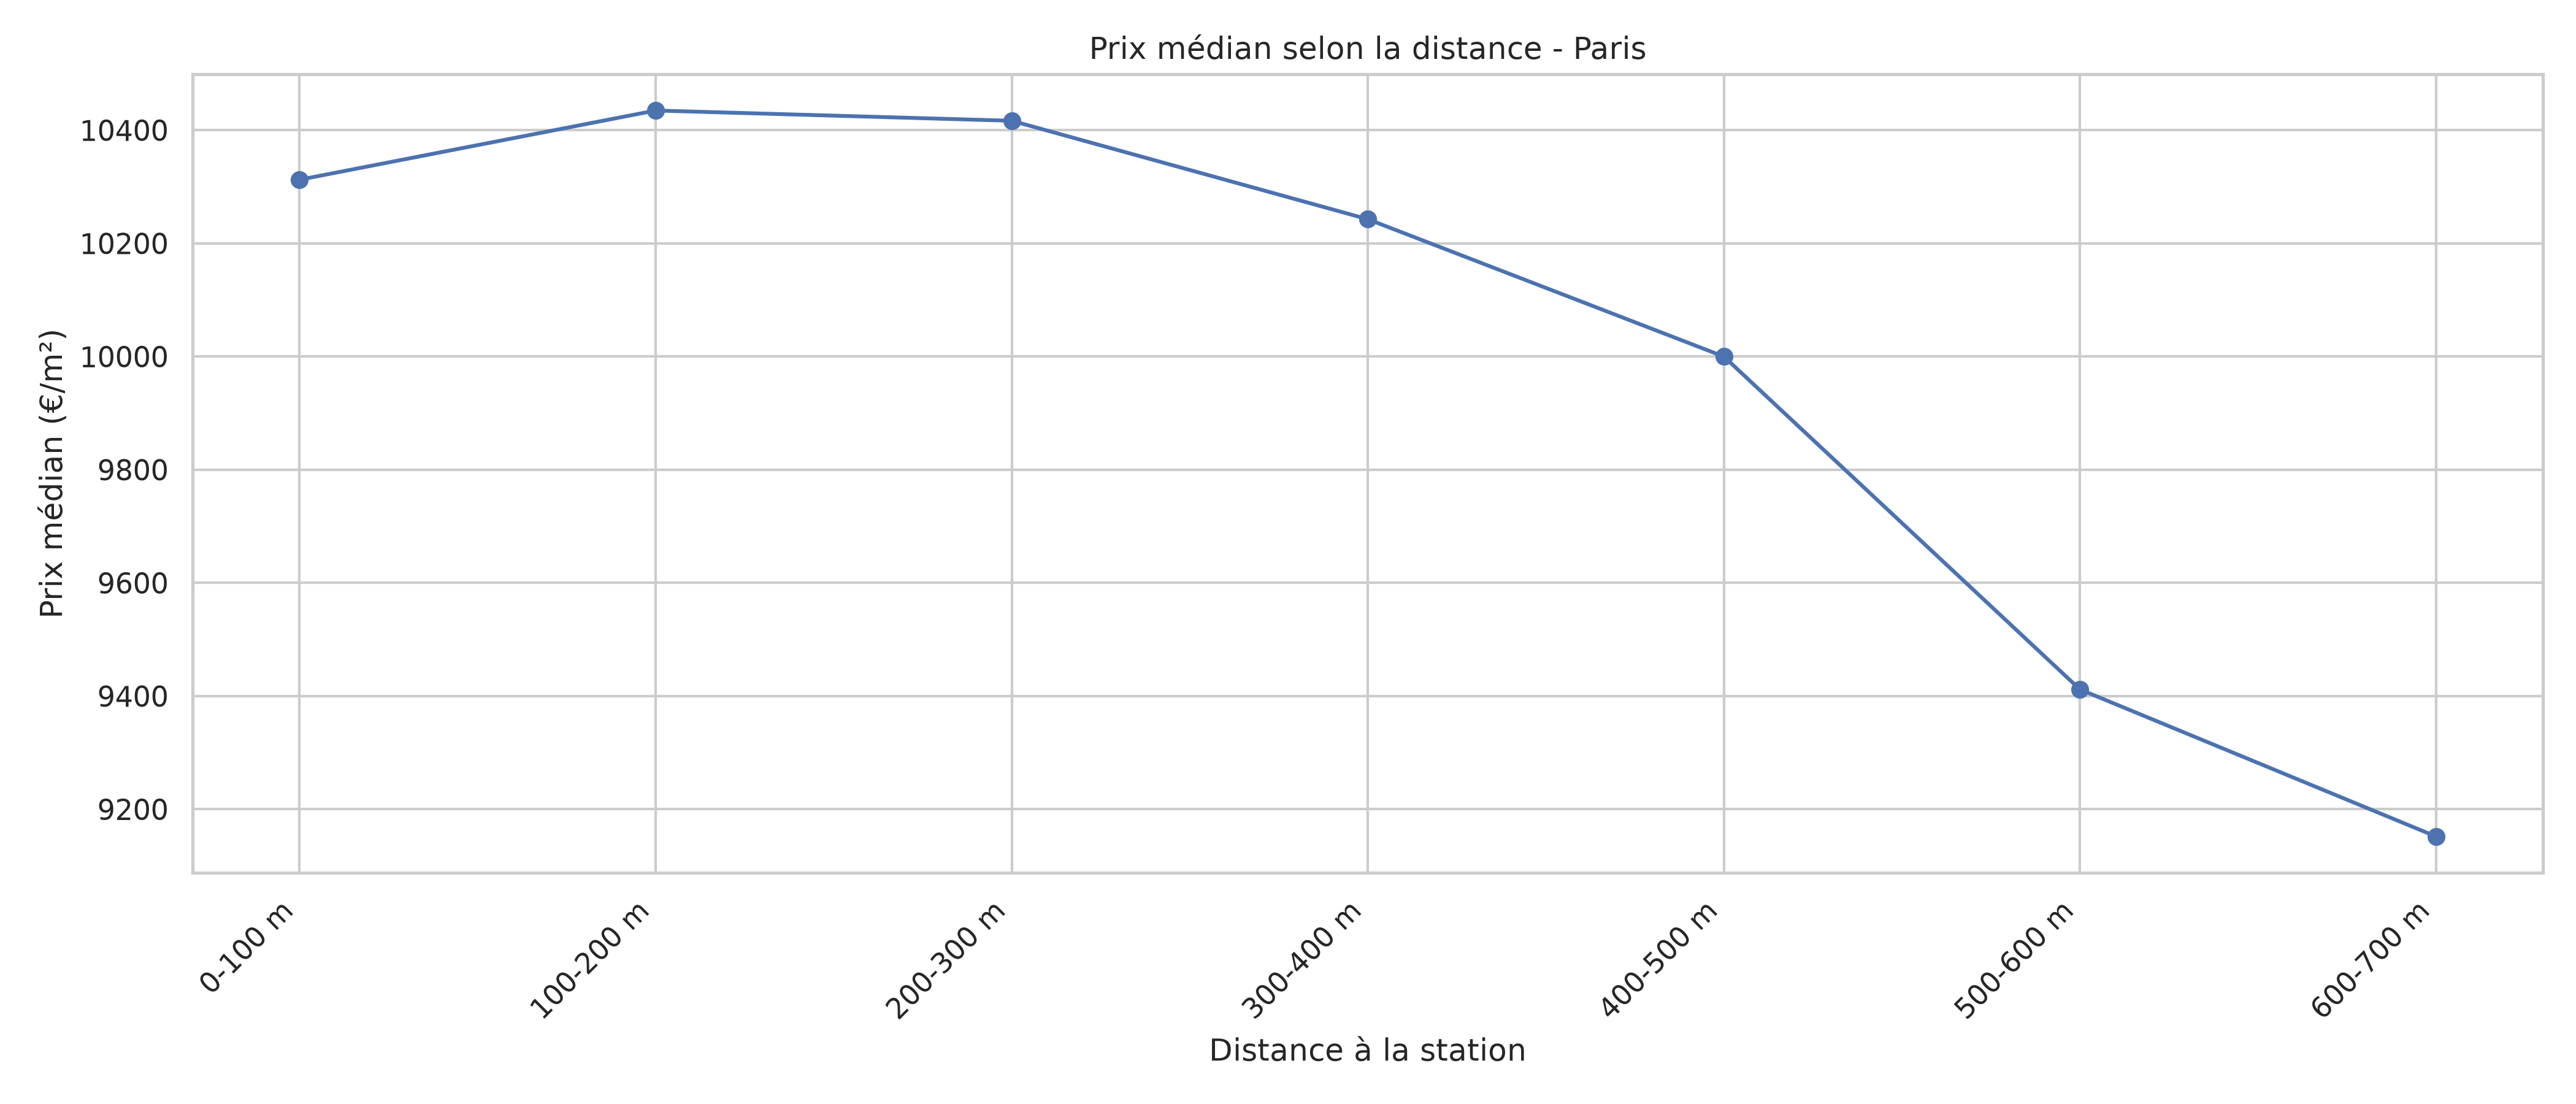 Prix médian selon la distance - Paris
Prix médian (€/m²)
10400
10200
10000
9800
9600
9400
9200
0-100 m
100-200 m
200-300 m
300-400 m
400-500 m
500-600 m
600-700 m
Distance à la station